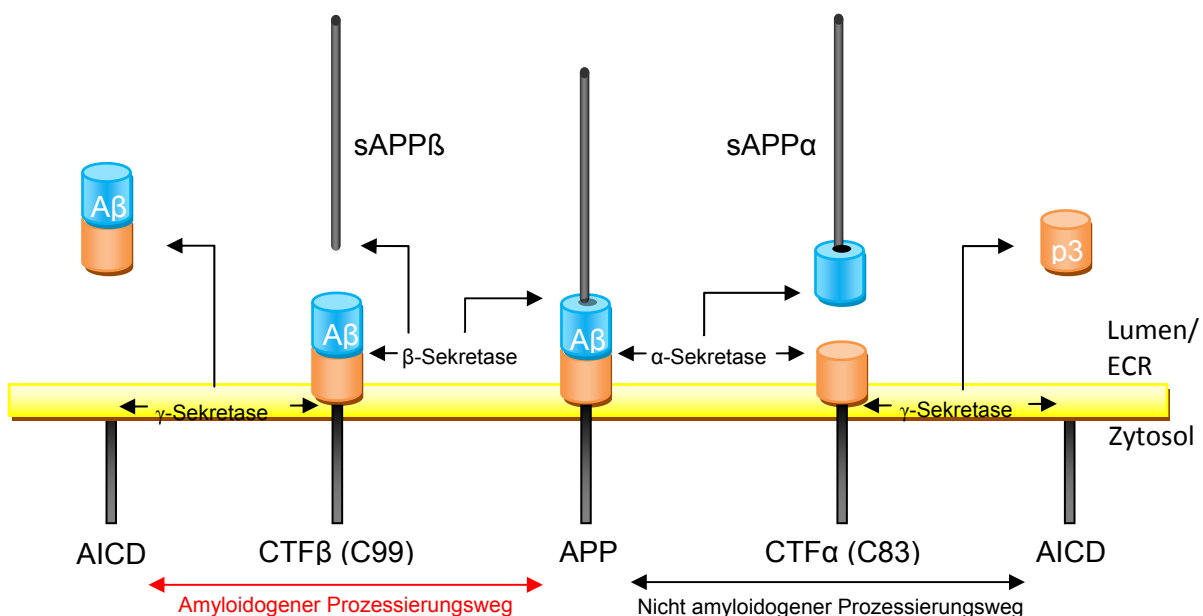 sAPPß
sAPPα
Aβ
p3
Aβ
Aβ
β-Sekretase
α-Sekretase
Lumen/
ECR
γ-Sekretase
γ-Sekretase
Zytosol
AICD
CTFβ (C99)
APP
CTFα (C83)
AICD
Amyloidogener Prozessierungsweg
Nicht amyloidogener Prozessierungsweg